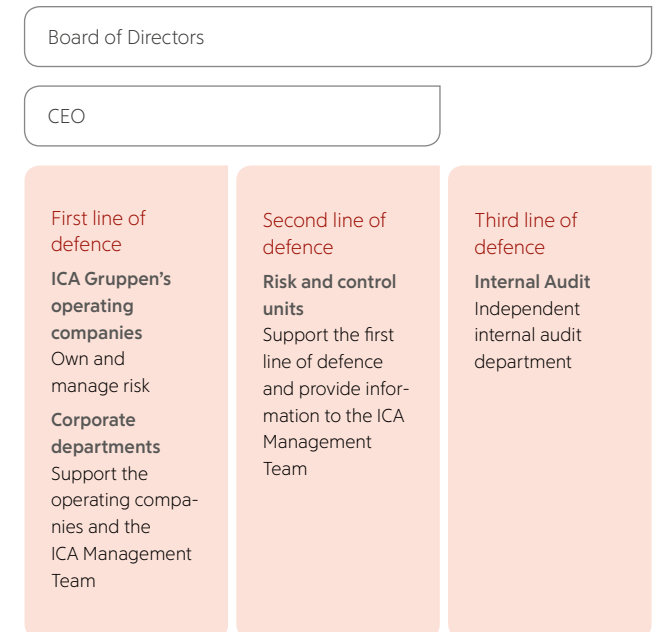 Board of Directors
CEO
First line of
defence
ICA Gruppen’s
operating
companies
Own and
manage risk
Corporate
departments
Support the
operating compa-
nies and the
ICA Management
Team
Second line of
defence
Risk and control
units
Support the first
line of defence
and provide infor-
mation to the ICA
Management
Team
Third line of
defence
Internal Audit
Independent
internal audit
department